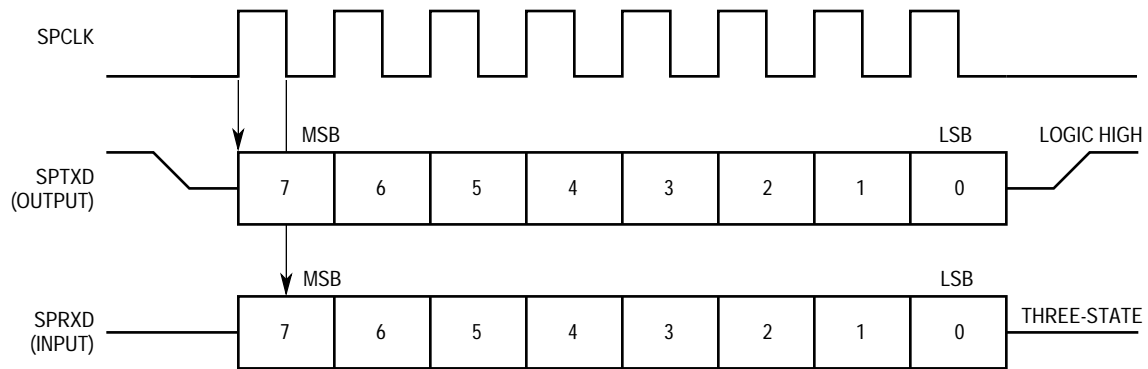 SPCLK
MSB
LSB
LOGIC HIGH
SPTXD
(OUTPUT)
7 6 5 4 3 2 1 0
MSB
LSB
THREE-STATE
SPRXD
(INPUT)
7 6 5 4 3 2 1 0